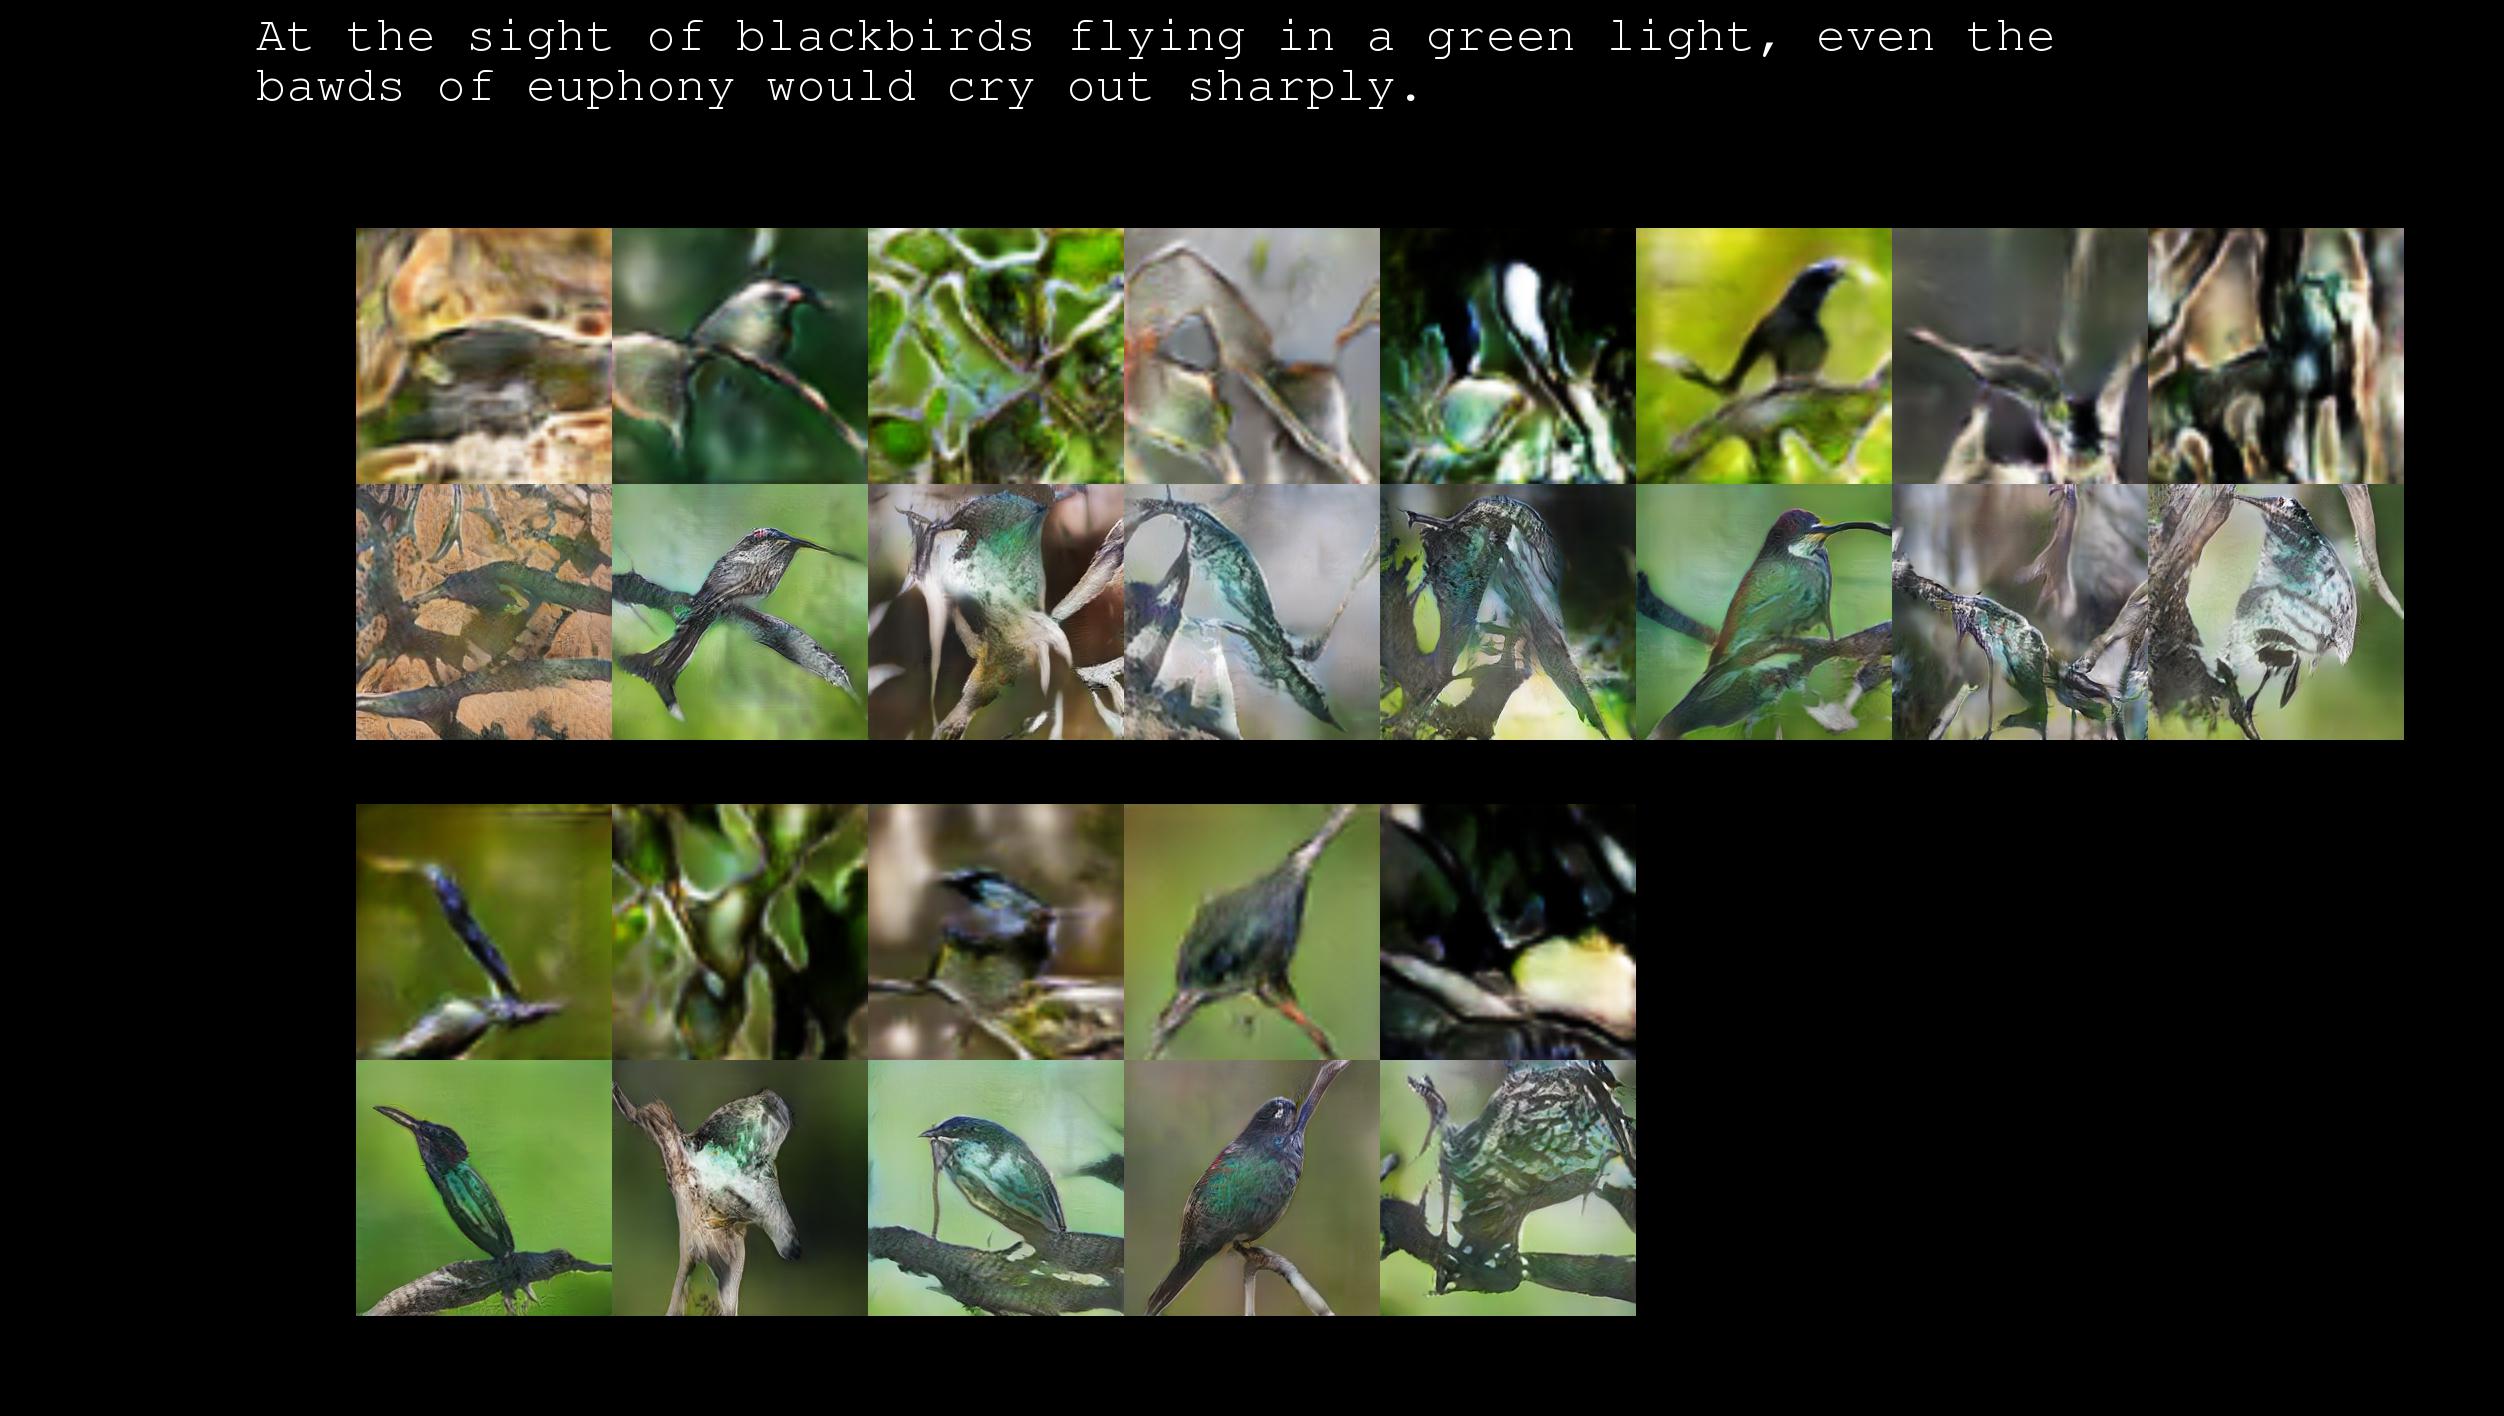 At the sight of blackbirds flying in a green light, even the
bawds of euphony would cry out sharply.